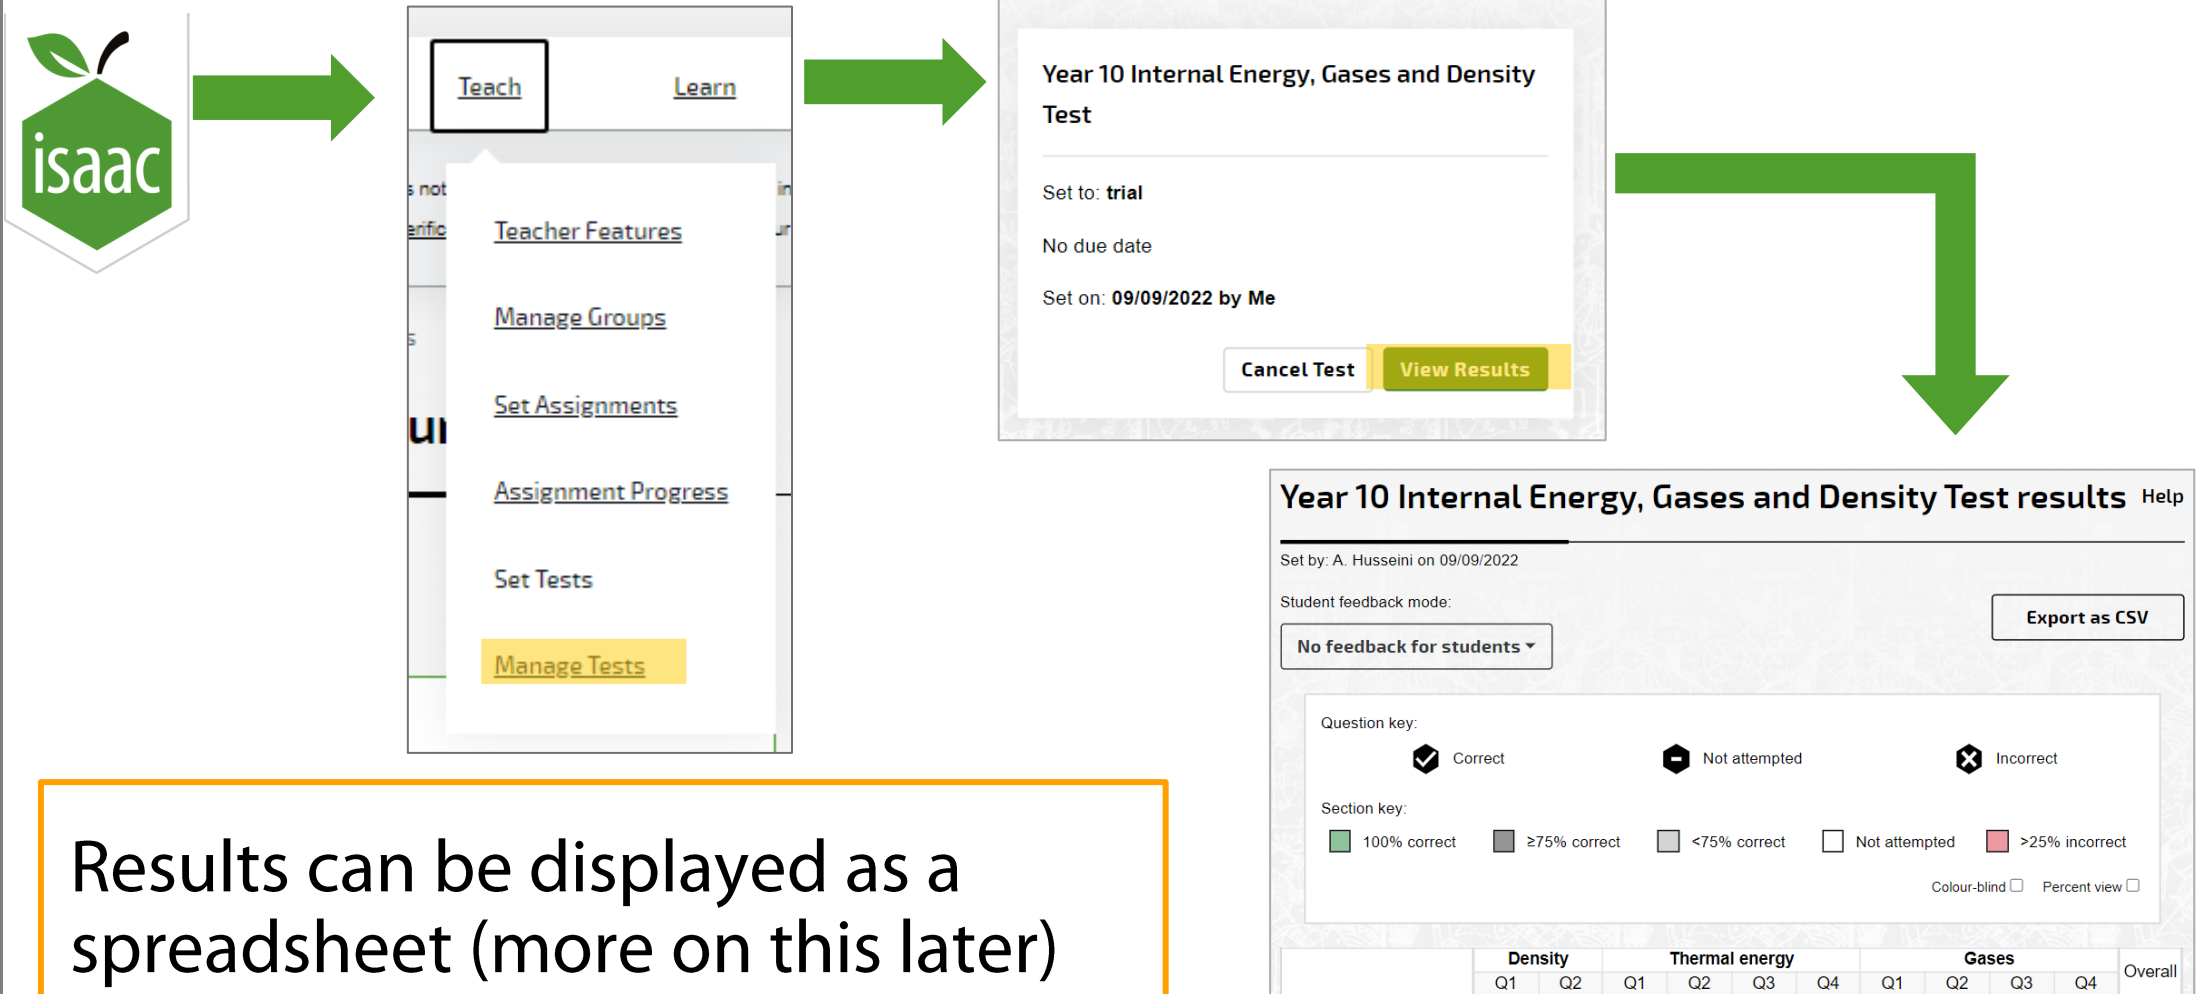 isaac
Teach
Learn
s not
in
erific
ur
s
ur
Teacher Features
Manage Groups
Set Assignments
Assignment Progress
Set Tests
Manage Tests
Year 10 Internal Energy, Gases and Density
Test
Set to: trial
No due date
Set on: 09/09/2022 by Me
Cancel Test
View Results
Year 10 Internal Energy, Gases and Density Test results Help
Set by: A. Husseini on 09/09/2022
Student feedback mode:
No feedback for students
Export as CSV
Question key:
Correct Not attempted Incorrect
Section key:
100% correct ≥75% correct <75% correct Not attempted >25% incorrect
Colour-blind Percent view
Density Thermal energy Gases Overall
Q1 Q2 Q1 Q2 Q3 Q4 Q1 Q2 Q3 Q4
Results can be displayed as a
spreadsheet (more on this later)